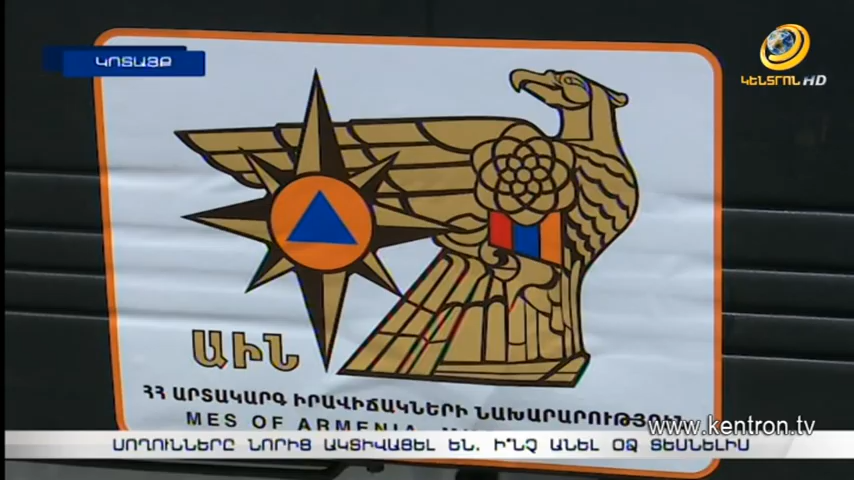 ԿՈՏԱՅՔ
ԿԵՆՏՐՈՆ HD
ԱԻՆ
ՀՀ ԱՐՏԱԿԱՐԳ ԻՐԱՎԻՃԱԿՆԵՐԻ ՆԱԽԱՐԱՐՈՒԹՅՈՒՆ
MES OF ARMENIA
www.kentron.tv
ՍՈՂՈՒՆՆԵՐԸ ՆՈՐԻՑ ԱԿՏԻՎԱՑԵԼ ԵՆ. Ի՞ՆՉ ԱՆԵԼ ՕՁ ՏԵՍՆԵԼԻՍ